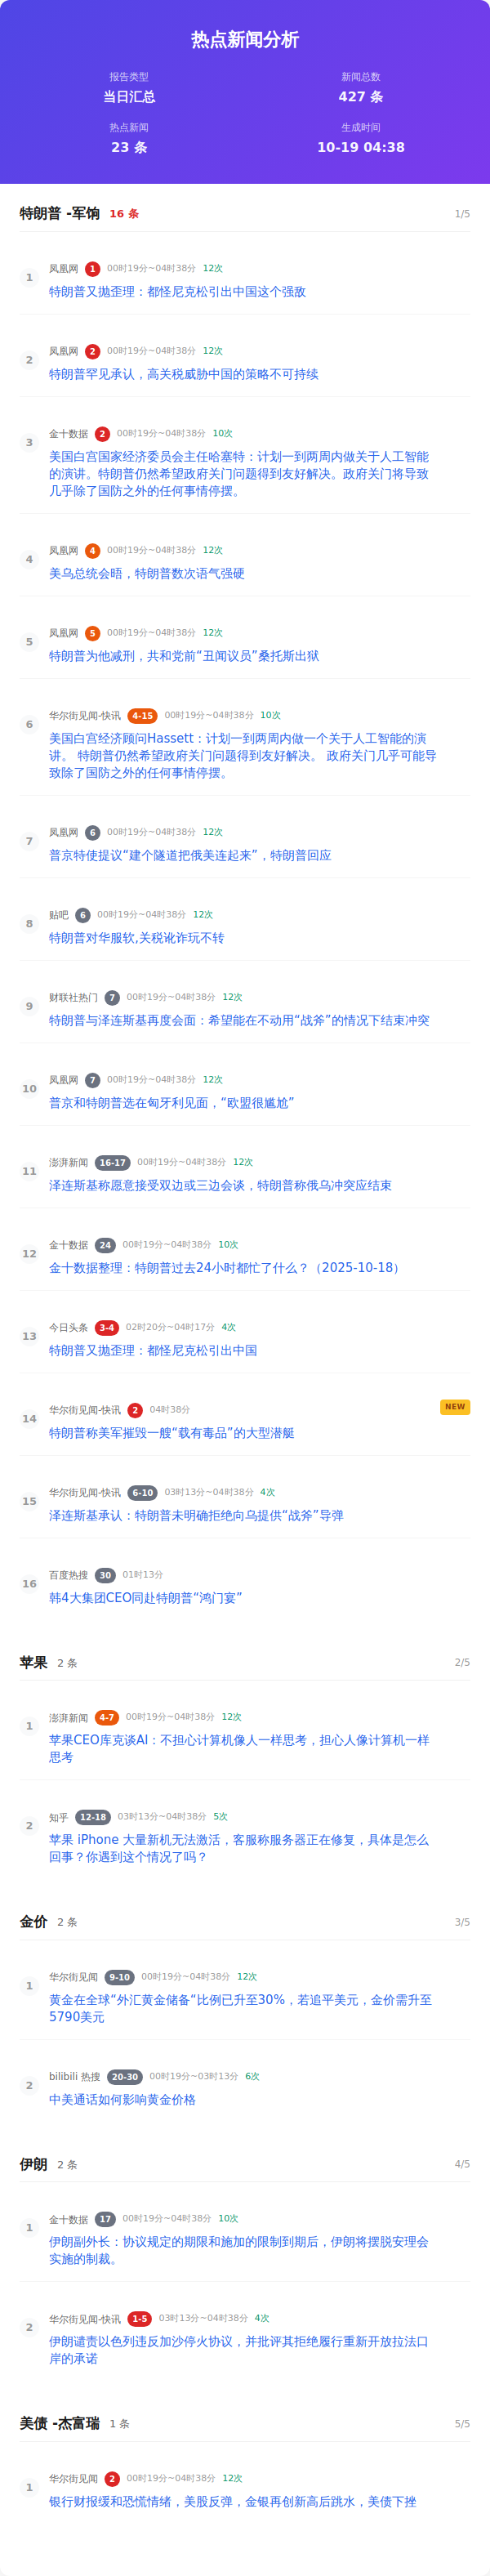 热点新闻分析
报告类型
新闻总数
当日汇总
427 条
热点新闻
生成时间
23 条
10-19 04:38
特朗普 -军饷 16 条 1/5
1
凤凰网 1 00时19分~04时38分 12次
特朗普又抛歪理：都怪尼克松引出中国这个强敌
2
凤凰网 2 00时19分~04时38分 12次
特朗普罕见承认，高关税威胁中国的策略不可持续
3
金十数据 2 00时19分~04时38分 10次
美国白宫国家经济委员会主任哈塞特：计划一到两周内做关于人工智能
的演讲。特朗普仍然希望政府关门问题得到友好解决。政府关门将导致
几乎除了国防之外的任何事情停摆。
4
凤凰网 4 00时19分~04时38分 12次
美乌总统会晤，特朗普数次语气强硬
5
凤凰网 5 00时19分~04时38分 12次
特朗普为他减刑，共和党前“丑闻议员”桑托斯出狱
6
华尔街见闻-快讯 4-15 00时19分~04时38分 10次
美国白宫经济顾问Hassett：计划一到两周内做一个关于人工智能的演
讲。 特朗普仍然希望政府关门问题得到友好解决。 政府关门几乎可能导
致除了国防之外的任何事情停摆。
7
凤凰网 6 00时19分~04时38分 12次
普京特使提议“建个隧道把俄美连起来”，特朗普回应
8
贴吧 6 00时19分~04时38分 12次
特朗普对华服软,关税讹诈玩不转
9
财联社热门 7 00时19分~04时38分 12次
特朗普与泽连斯基再度会面：希望能在不动用“战斧”的情况下结束冲突
10
凤凰网 7 00时19分~04时38分 12次
普京和特朗普选在匈牙利见面，“欧盟很尴尬”
11
澎湃新闻 16-17 00时19分~04时38分 12次
泽连斯基称愿意接受双边或三边会谈，特朗普称俄乌冲突应结束
12
金十数据 24 00时19分~04时38分 10次
金十数据整理：特朗普过去24小时都忙了什么？（2025-10-18）
13
今日头条 3-4 02时20分~04时17分 4次
特朗普又抛歪理：都怪尼克松引出中国
14
华尔街见闻-快讯 2 04时38分 NEW
特朗普称美军摧毁一艘“载有毒品”的大型潜艇
15
华尔街见闻-快讯 6-10 03时13分~04时38分 4次
泽连斯基承认：特朗普未明确拒绝向乌提供“战斧”导弹
16
百度热搜 30 01时13分
韩4大集团CEO同赴特朗普“鸿门宴”
苹果 2 条 2/5
1
澎湃新闻 4-7 00时19分~04时38分 12次
苹果CEO库克谈AI：不担心计算机像人一样思考，担心人像计算机一样
思考
2
知乎 12-18 03时13分~04时38分 5次
苹果 iPhone 大量新机无法激活，客服称服务器正在修复，具体是怎么
回事？你遇到这个情况了吗？
金价 2 条 3/5
1
华尔街见闻 9-10 00时19分~04时38分 12次
黄金在全球“外汇黄金储备“比例已升至30%，若追平美元，金价需升至
5790美元
2
bilibili 热搜 20-30 00时19分~03时13分 6次
中美通话如何影响黄金价格
伊朗 2 条 4/5
1
金十数据 17 00时19分~04时38分 10次
伊朗副外长：协议规定的期限和施加的限制到期后，伊朗将摆脱安理会
实施的制裁。
2
华尔街见闻-快讯 1-5 03时13分~04时38分 4次
伊朗谴责以色列违反加沙停火协议，并批评其拒绝履行重新开放拉法口
岸的承诺
美债 -杰富瑞 1 条 5/5
1
华尔街见闻 2 00时19分~04时38分 12次
银行财报缓和恐慌情绪，美股反弹，金银再创新高后跳水，美债下挫